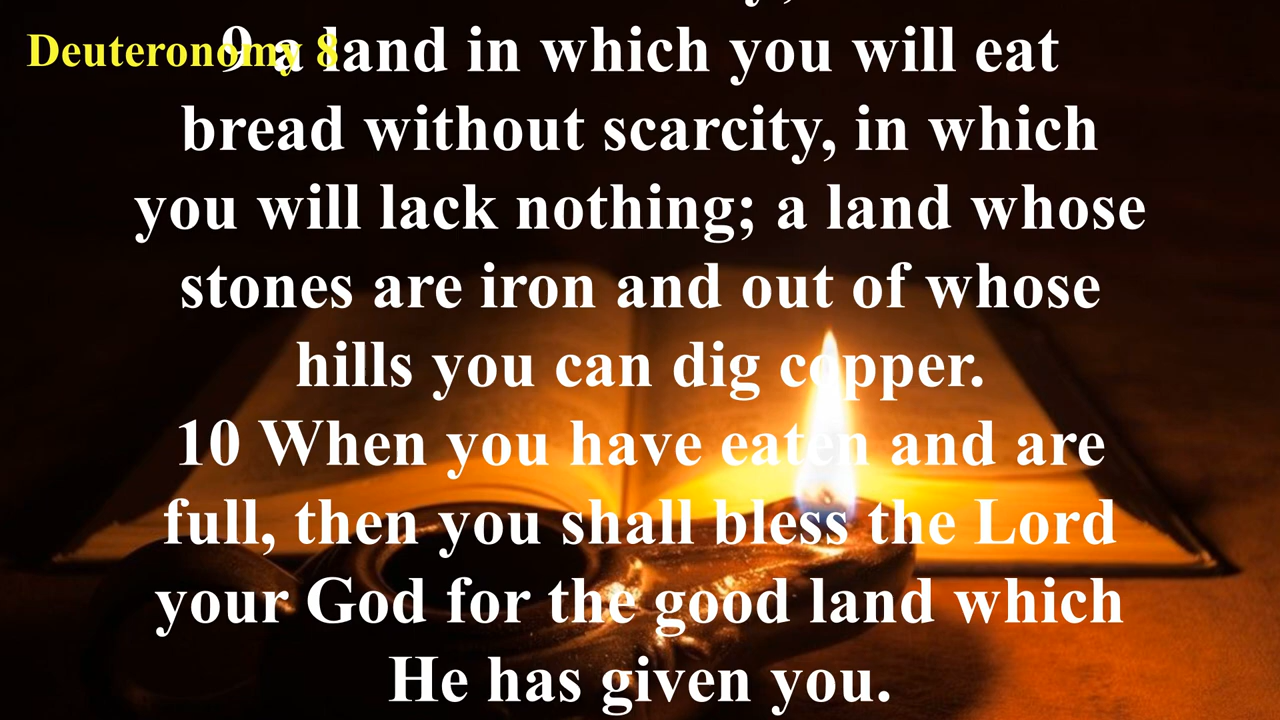 Deuteronomy 8
9 a land in which you will eat
bread without scarcity, in which
you will lack nothing; a land whose
stones are iron and out of whose
hills you can dig copper.
10 When you have eaten and are
full, then you shall bless the Lord
your God for the good land which
He has given you.